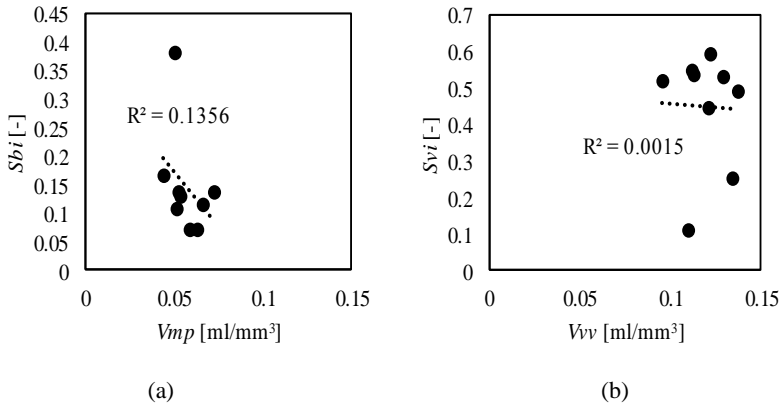 0.45
0.4
0.35
0.3
0.25
0.2
0.15
0.1
0.05
0
Sbi [-]
R² = 0.1356
0 0.05 0.1 0.15
Vmp [ml/mm³]
(a)
0.7
0.6
0.5
0.4
0.3
0.2
0.1
0
Svi [-]
R² = 0.0015
0 0.05 0.1 0.15
Vvv [ml/mm³]
(b)